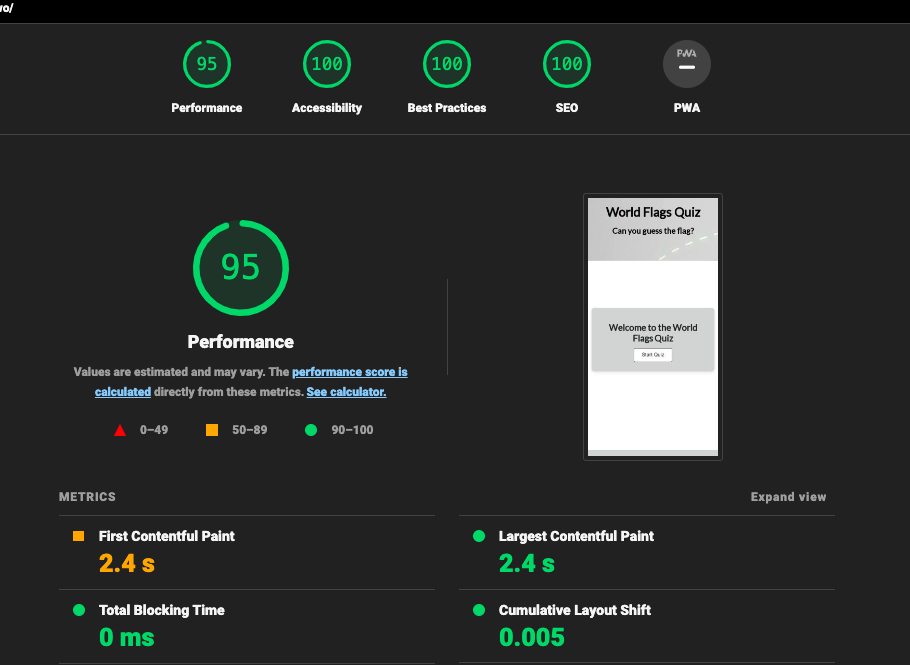 ro/
95
100
100
100
PWA
Performance
Accessibility
Best Practices
SEO
PWA
95
Performance
Values are estimated and may vary. The performance score is
calculated directly from these metrics. See calculator.
0–49
50–89
90–100
World Flags Quiz
Can you guess the flag?
Welcome to the World
Flags Quiz
Start Quiz
METRICS
Expand view
First Contentful Paint
2.4 s
Largest Contentful Paint
2.4 s
Total Blocking Time
0 ms
Cumulative Layout Shift
0.005